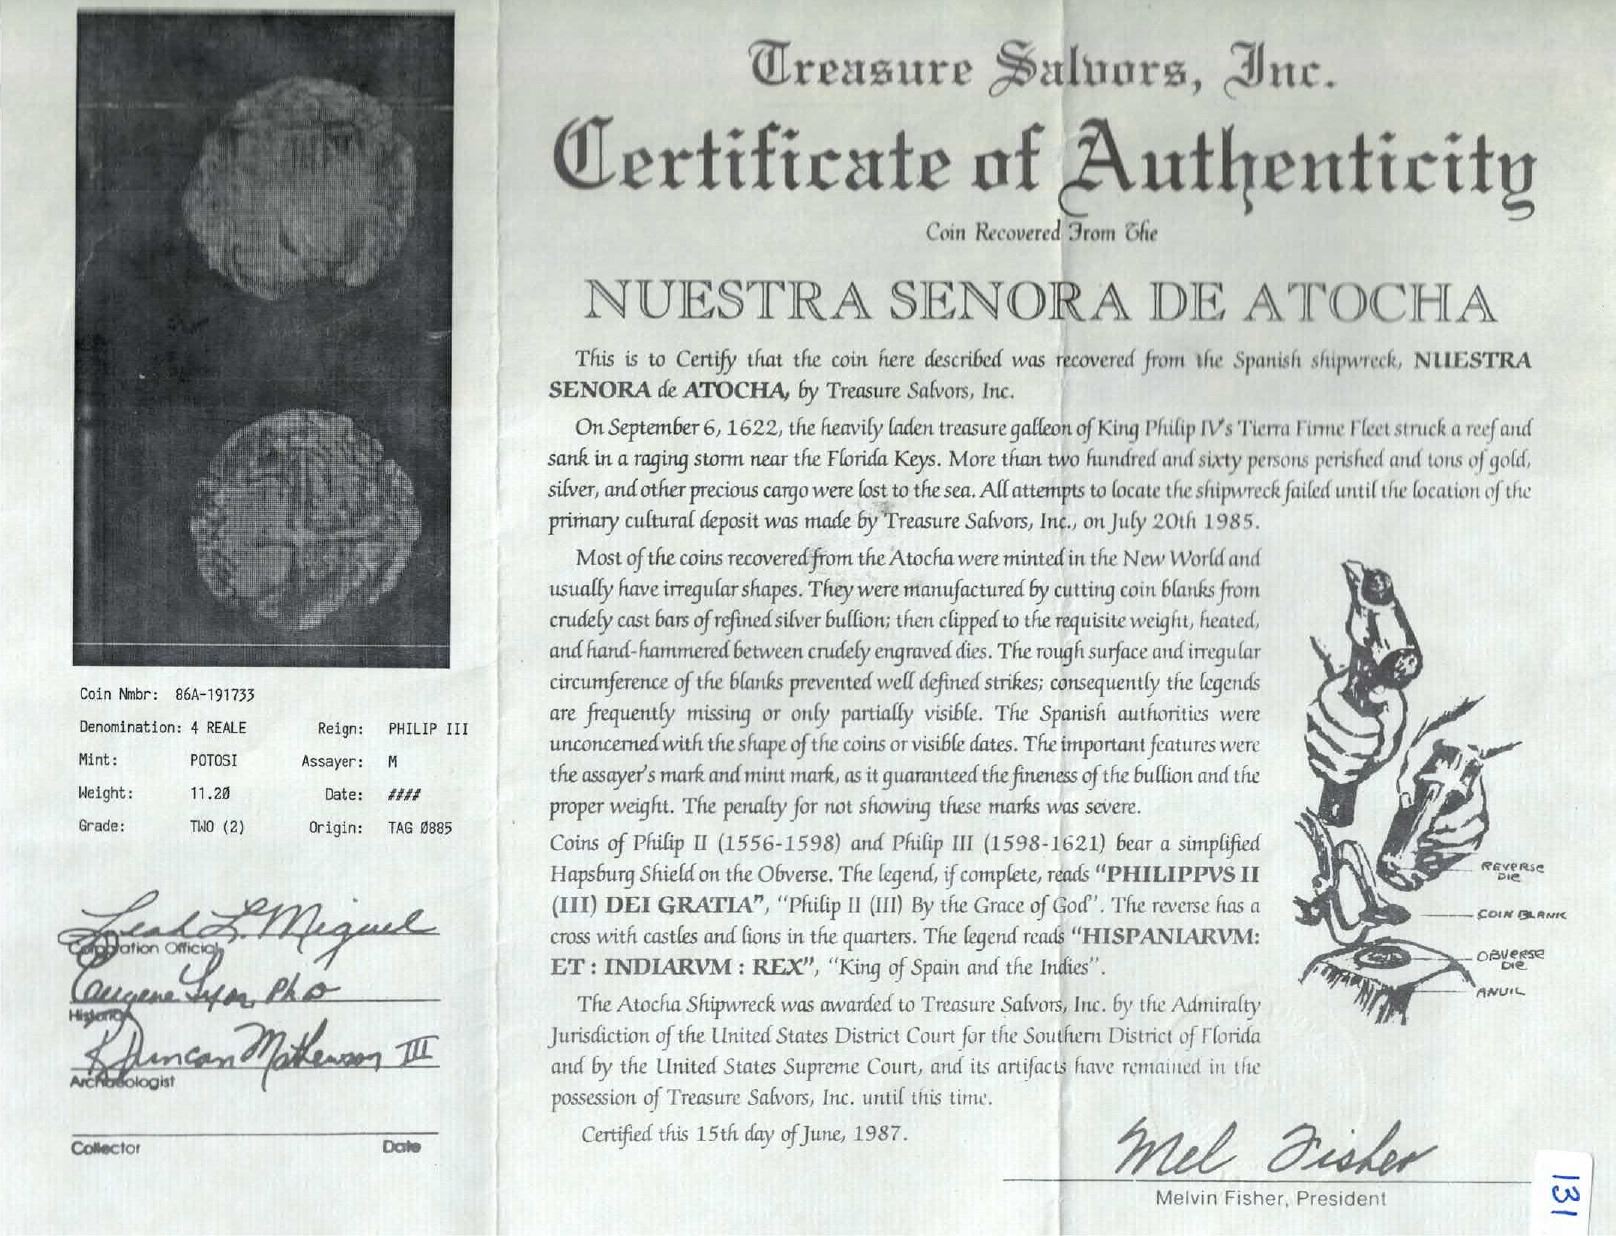 Treasure Salvors, Inc.
Certificate of Authenticity
Coin Recovered From The
NUESTRA SENORA DE ATOCHA
This is to Certify that the coin here described was recovered from the Spanish shipwreck, NUESTRA
SENORA de ATOCHA, by Treasure Salvors, Inc.
On September 6, 1622, the heavily laden treasure galleon of King Philip IV's Tierra Firme Fleet struck a reef and
sank in a raging storm near the Florida Keys. More than two hundred and sixty persons perished and tons of gold,
silver, and other precious cargo were lost to the sea. All attempts to locate the shipwreck failed until the location of the
primary cultural deposit was made by Treasure Salvors, Inc., on July 20th 1985.
Most of the coins recovered from the Atocha were minted in the New World and
usually have irregular shapes. They were manufactured by cutting coin blanks from
crudely cast bars of refined silver bullion; then clipped to the requisite weight, heated,
and hand-hammered between crudely engraved dies. The rough surface and irregular
circumference of the blanks prevented well defined strikes; consequently the legends
are frequently missing or only partially visible. The Spanish authorities were
unconcerned with the shape of the coins or visible dates. The important features were
the assayer's mark and mint mark, as it guaranteed the fineness of the bullion and the
proper weight. The penalty for not showing these marks was severe.
Coins of Philip II (1556-1598) and Philip III (1598-1621) bear a simplified
Hapsburg Shield on the Obverse. The legend, if complete, reads "PHILIPPVS II
(III) DEI GRATIA", "Philip II (III) By the Grace of God". The reverse has a
cross with castles and lions in the quarters. The legend reads "HISPANIARVM:
ET : INDIARVM : REX", "King of Spain and the Indies".
The Atocha Shipwreck was awarded to Treasure Salvors, Inc. by the Admiralty
Jurisdiction of the United States District Court for the Southern District of Florida
and by the United States Supreme Court, and its artifacts have remained in the
possession of Treasure Salvors, Inc. until this time.
Certified this 15th day of June, 1987.
REVERSE
DIE
COIN BLANK
OBVERSE
DIE
ANVIL
Mel Fisher
Melvin Fisher, President
131
Coin Nmbr: 86A-191733
Denomination: 4 REALE Reign: PHILIP III
Mint: POTOSI Assayer: M
Weight: 11.20 Date: ####
Grade: TWO (2) Origin: TAG 0885
Leah L. Miguel
Corporation Official
Eugene Lyon, PhD
Historian
R Duncan Mathewson III
Archaeologist
Collector Date